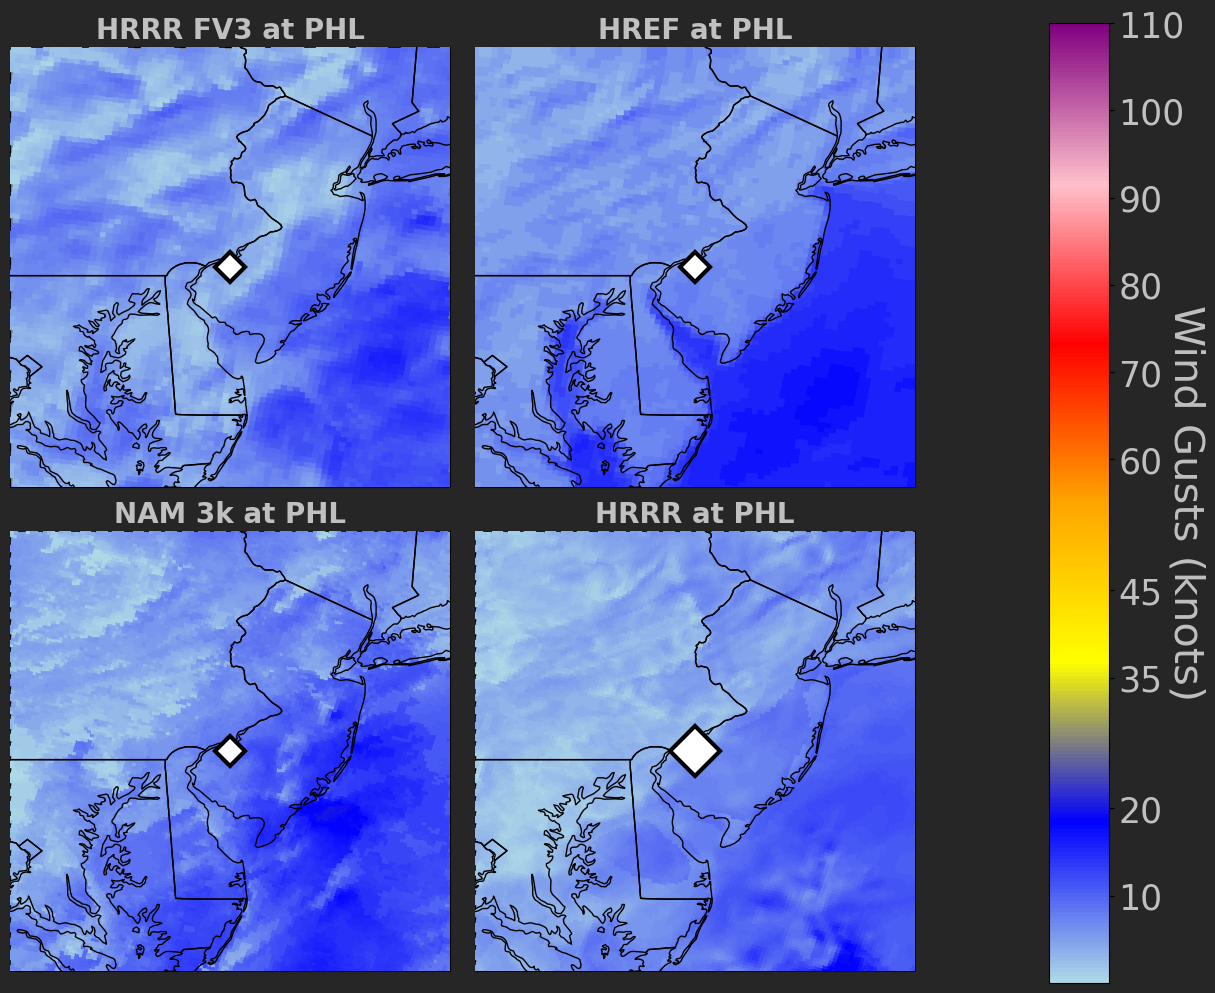 HRRR FV3 at PHL
HREF at PHL
NAM 3k at PHL
HRRR at PHL
110
100
90
80
70
60
45
35
20
10
Wind Gusts (knots)